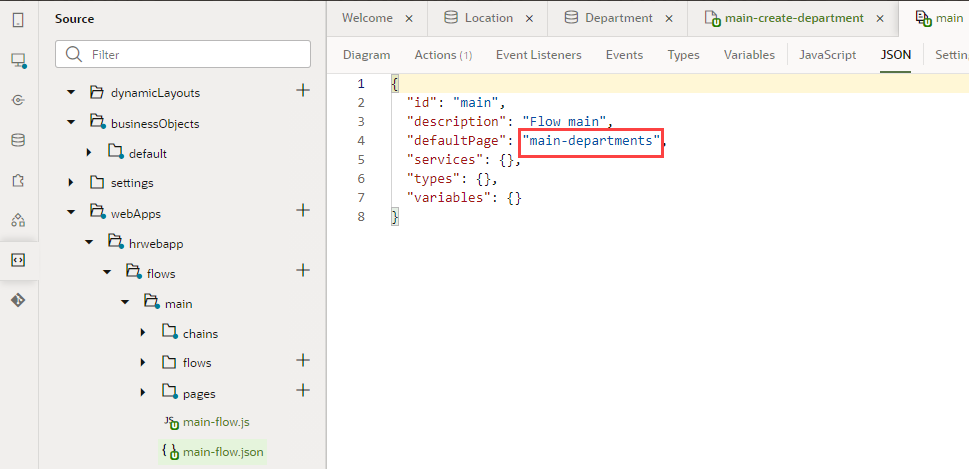 Source
Filter
dynamicLayouts
businessObjects
default
settings
webApps
hrwebapp
flows
main
chains
flows
pages
JS main-flow.js
{ } main-flow.json
Welcome × Location × Department × main-create-department × main
Diagram Actions (1) Event Listeners Events Types Variables JavaScript JSON Settin
1 {
2 "id": "main",
3 "description": "Flow main",
4 "defaultPage": "main-departments",
5 "services": {},
6 "types": {},
7 "variables": {}
8 }